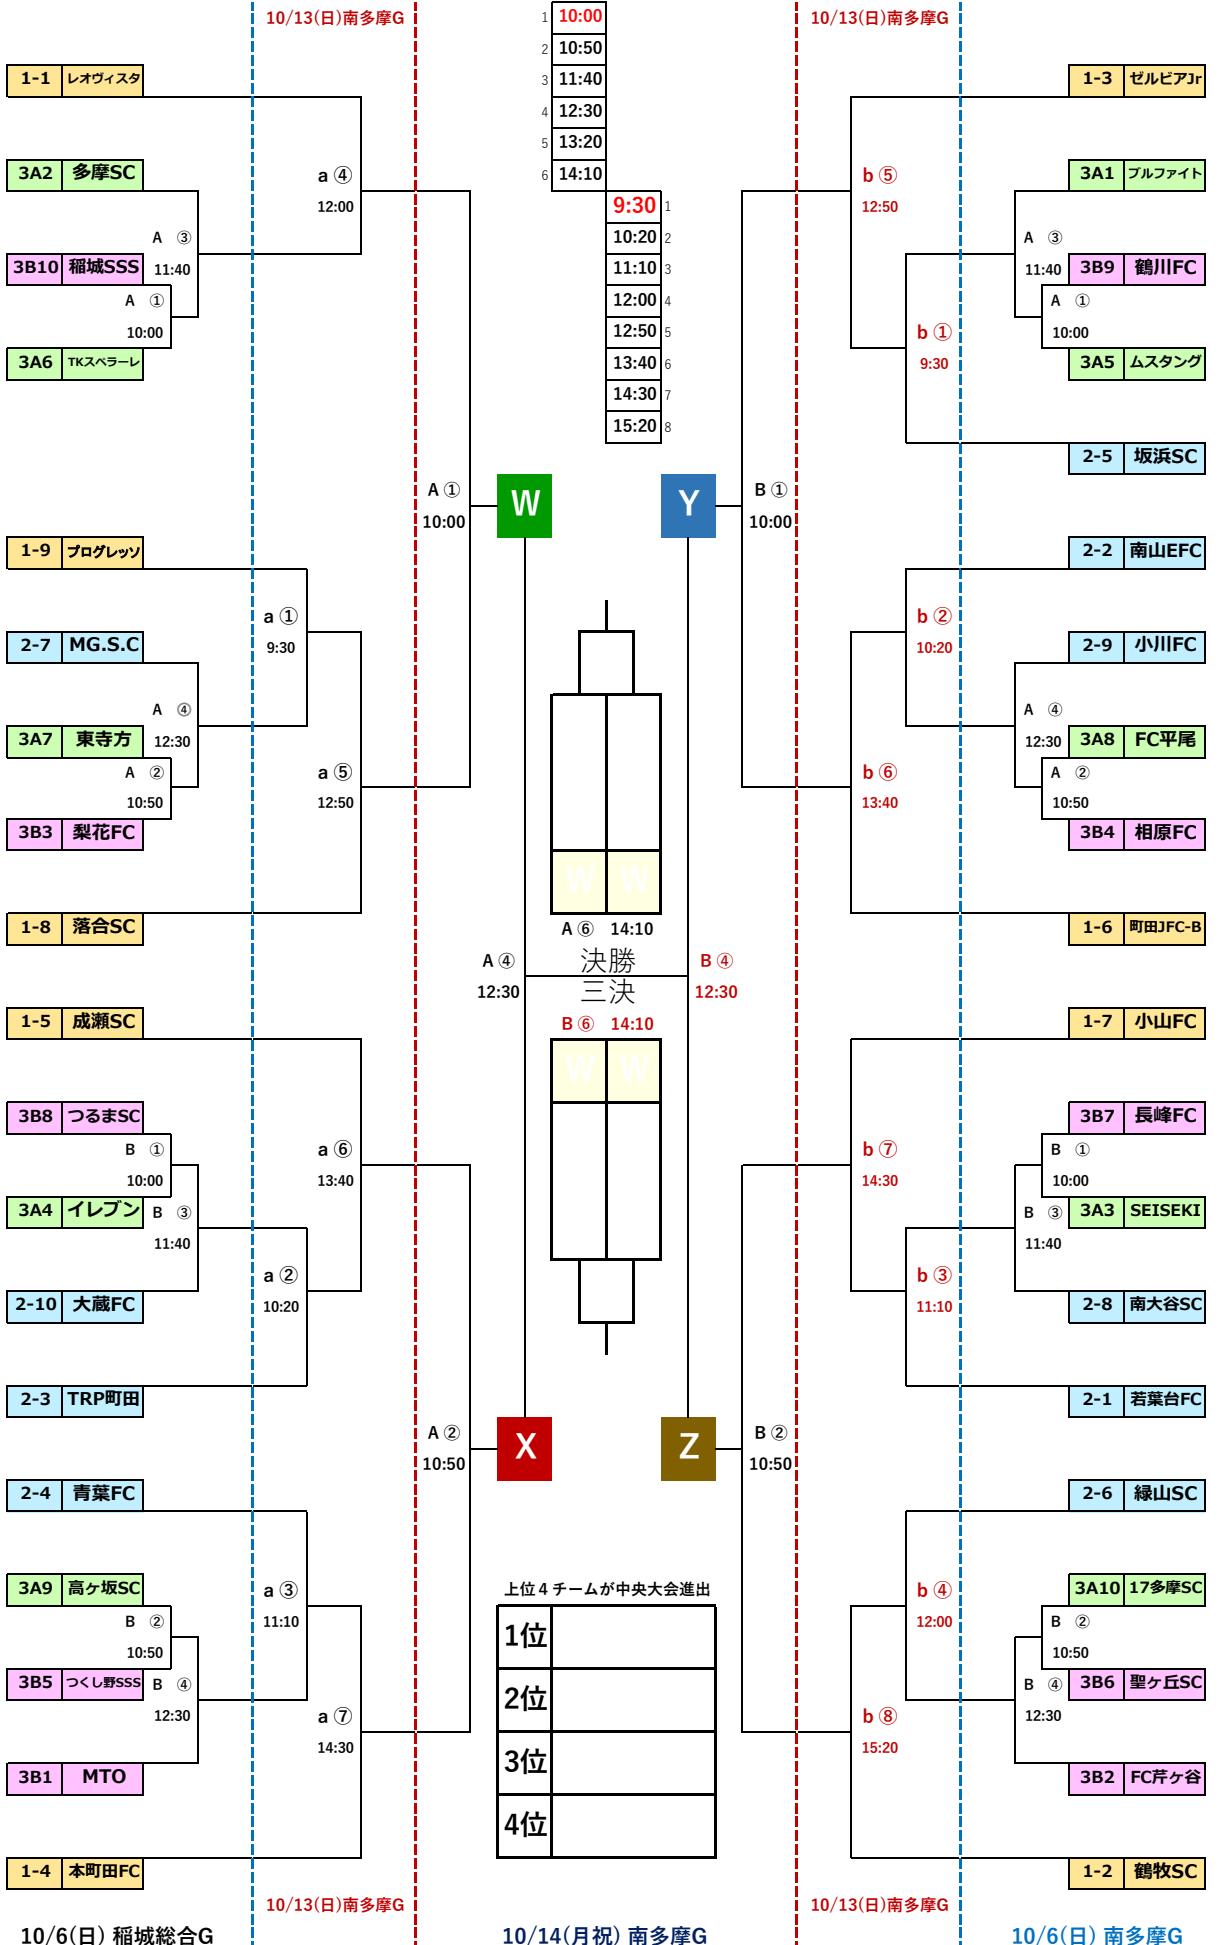 10/13(日)南多摩G
10/13(日)南多摩G
1 10:00
2 10:50
3 11:40
4 12:30
5 13:20
6 14:10
9:30 1
10:20 2
11:10 3
12:00 4
12:50 5
13:40 6
14:30 7
15:20 8
1-1 レオヴィスタ
3A2 多摩SC
a ④
12:00
A ③
11:40
3B10 稲城SSS
A ①
10:00
3A6 TKスペラーレ
A ①
10:00
W
1-9 プログレッソ
a ①
9:30
2-7 MG.S.C
A ④
12:30
3A7 東寺方
A ②
10:50
3B3 梨花FC
a ⑤
12:50
1-8 落合SC
1-5 成瀬SC
3B8 つるまSC
B ①
10:00
a ⑥
13:40
3A4 イレブン
B ③
11:40
a ②
10:20
2-10 大蔵FC
2-3 TRP町田
A ②
10:50
X
2-4 青葉FC
3A9 高ヶ坂SC
a ③
11:10
B ②
10:50
3B5 つくし野SSS
B ④
12:30
a ⑦
14:30
3B1 MTO
1-4 本町田FC
1-3 ゼルビアJr
b ⑤
12:50
3A1 ブルファイト
A ③
11:40
3B9 鶴川FC
A ①
10:00
b ①
9:30
3A5 ムスタング
2-5 坂浜SC
Y
B ①
10:00
2-2 南山EFC
b ②
10:20
2-9 小川FC
A ④
12:30
3A8 FC平尾
A ②
10:50
b ⑥
13:40
3B4 相原FC
1-6 町田JFC-B
W W
A ⑥ 14:10
A ④
12:30
決勝
三決
B ④
12:30
B ⑥ 14:10
W W
1-7 小山FC
3B7 長峰FC
b ⑦
14:30
B ①
10:00
3A3 SEISEKI
B ③
11:40
b ③
11:10
2-8 南大谷SC
2-1 若葉台FC
Z
B ②
10:50
2-6 緑山SC
b ④
12:00
3A10 17多摩SC
B ②
10:50
3B6 聖ヶ丘SC
B ④
12:30
b ⑧
15:20
3B2 FC芹ヶ谷
1-2 鶴牧SC
上位４チームが中央大会進出
1位
2位
3位
4位
10/13(日)南多摩G
10/13(日)南多摩G
10/6(日) 稲城総合G
10/14(月祝) 南多摩G
10/6(日) 南多摩G